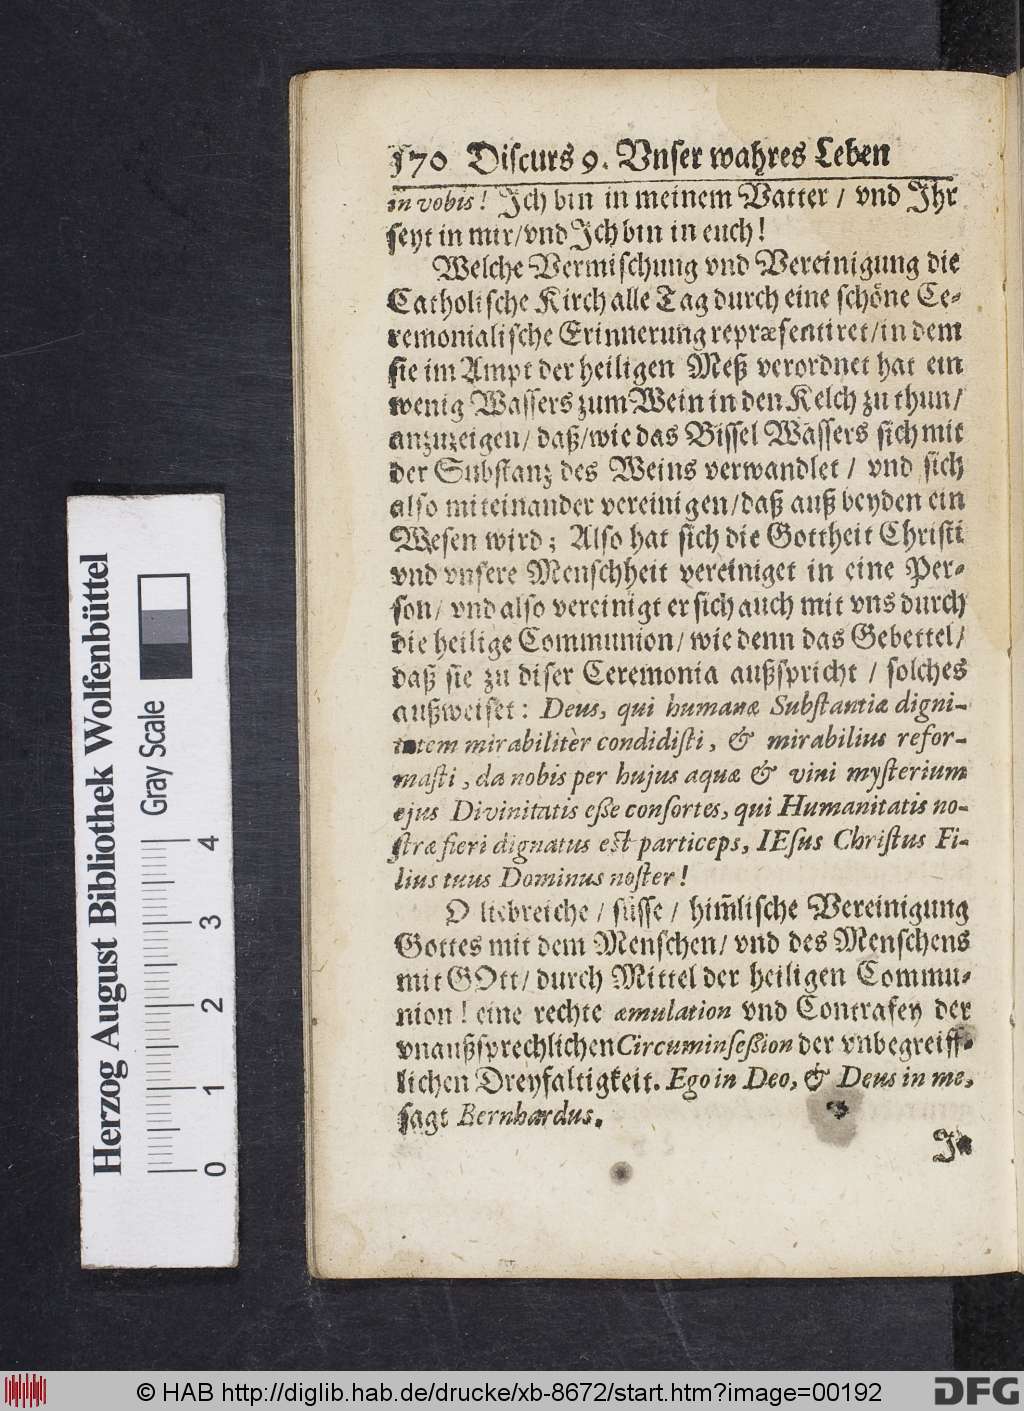 170 Discurs 9. Vnser wahres Leben
in vobis! Ich bin in meinem Vatter / vnd Ihr
seyt in mir/vnd Ich bin in euch!
Welche Vermischung vnd Vereinigung die
Catholische Kirch alle Tag durch eine schöne Ce-
remonialische Erinnerung repræsentiret/in dem
sie im Ampt der heiligen Meß verordnet hat ein
wenig Wassers zum Wein in den Kelch zu thun/
anzuzeigen/ daß/wie das Bissel Wassers sich mit
der Substanz des Weins verwandlet / vnd sich
also miteinander vereinigen/daß auß beyden ein
Wesen wird; Also hat sich die Gottheit Christi
vnd vnsere Menschheit vereiniget in eine Per-
son/ vnd also vereinigt er sich auch mit vns durch
die heilige Communion/ wie denn das Gebettel/
daß sie zu diser Ceremonia außspricht / solches
außweiset: Deus, qui humanæ Substantiæ digni-
tatem mirabilitèr condidisti, & mirabilius refor-
masti, da nobis per hujus aquæ & vini mysterium
ejus Divinitatis esse consortes, qui Humanitatis no-
stræ fieri dignatus est particeps, IEsus Christus Fi-
lius tuus Dominus noster!
O liebreiche / süsse / him̃lische Vereinigung
Gottes mit dem Menschen/ vnd des Menschens
mit GOtt/ durch Mittel der heiligen Commu-
nion! eine rechte æmulation vnd Contrafey der
vnaußsprechlichen Circuminseßion der vnbegreiff-
lichen Dreyfaltigkeit. Ego in Deo, & Deus in me,
sagt Bernhardus.
Ja
Herzog August Bibliothek Wolfenbüttel
Gray Scale
0 1 2 3 4
© HAB http://diglib.hab.de/drucke/xb-8672/start.htm?image=00192
DFG